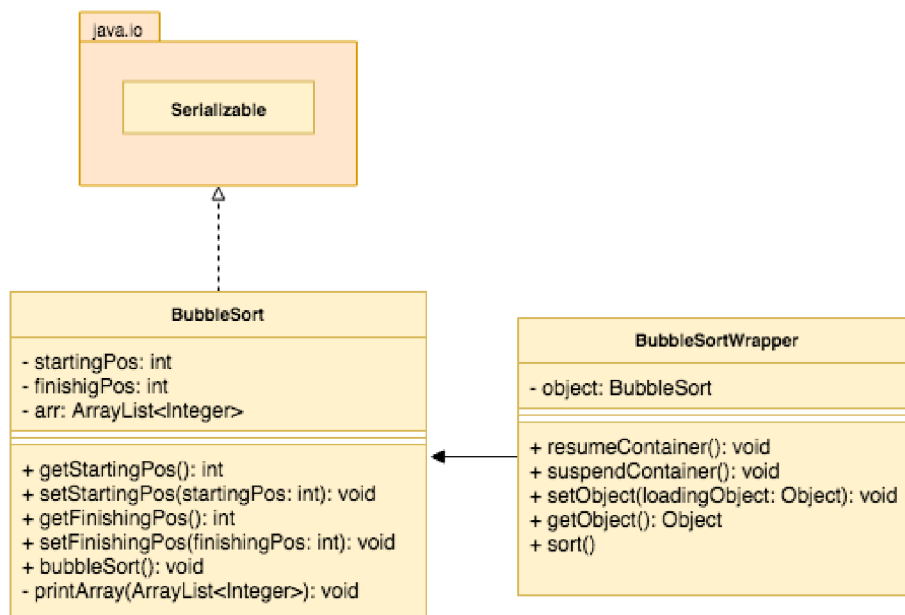 java.io
Serializable
BubbleSort
- startingPos: int
- finishigPos: int
- arr: ArrayList<Integer>
+ getStartingPos(): int
+ setStartingPos(startingPos: int): void
+ getFinishingPos(): int
+ setFinishingPos(finishingPos: int): void
+ bubbleSort(): void
- printArray(ArrayList<Integer>): void
BubbleSortWrapper
- object: BubbleSort
+ resumeContainer(): void
+ suspendContainer(): void
+ setObject(loadingObject: Object): void
+ getObject(): Object
+ sort()